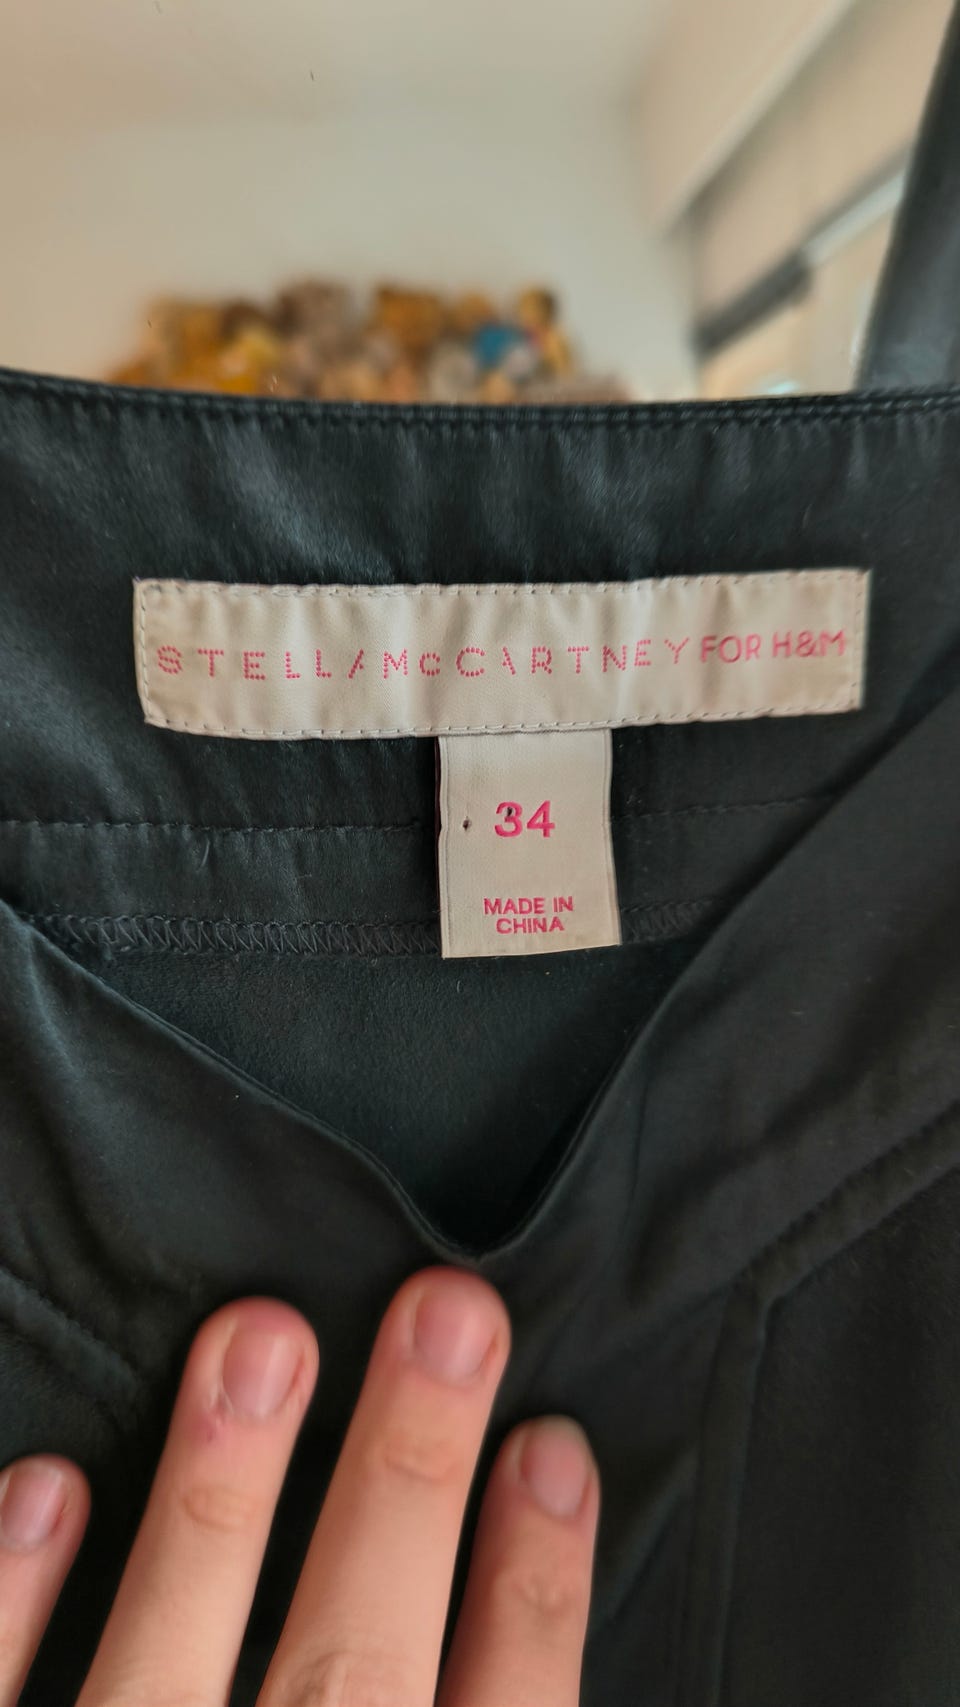 STELLA McCARTNEY FOR H&M
34
MADE IN
CHINA